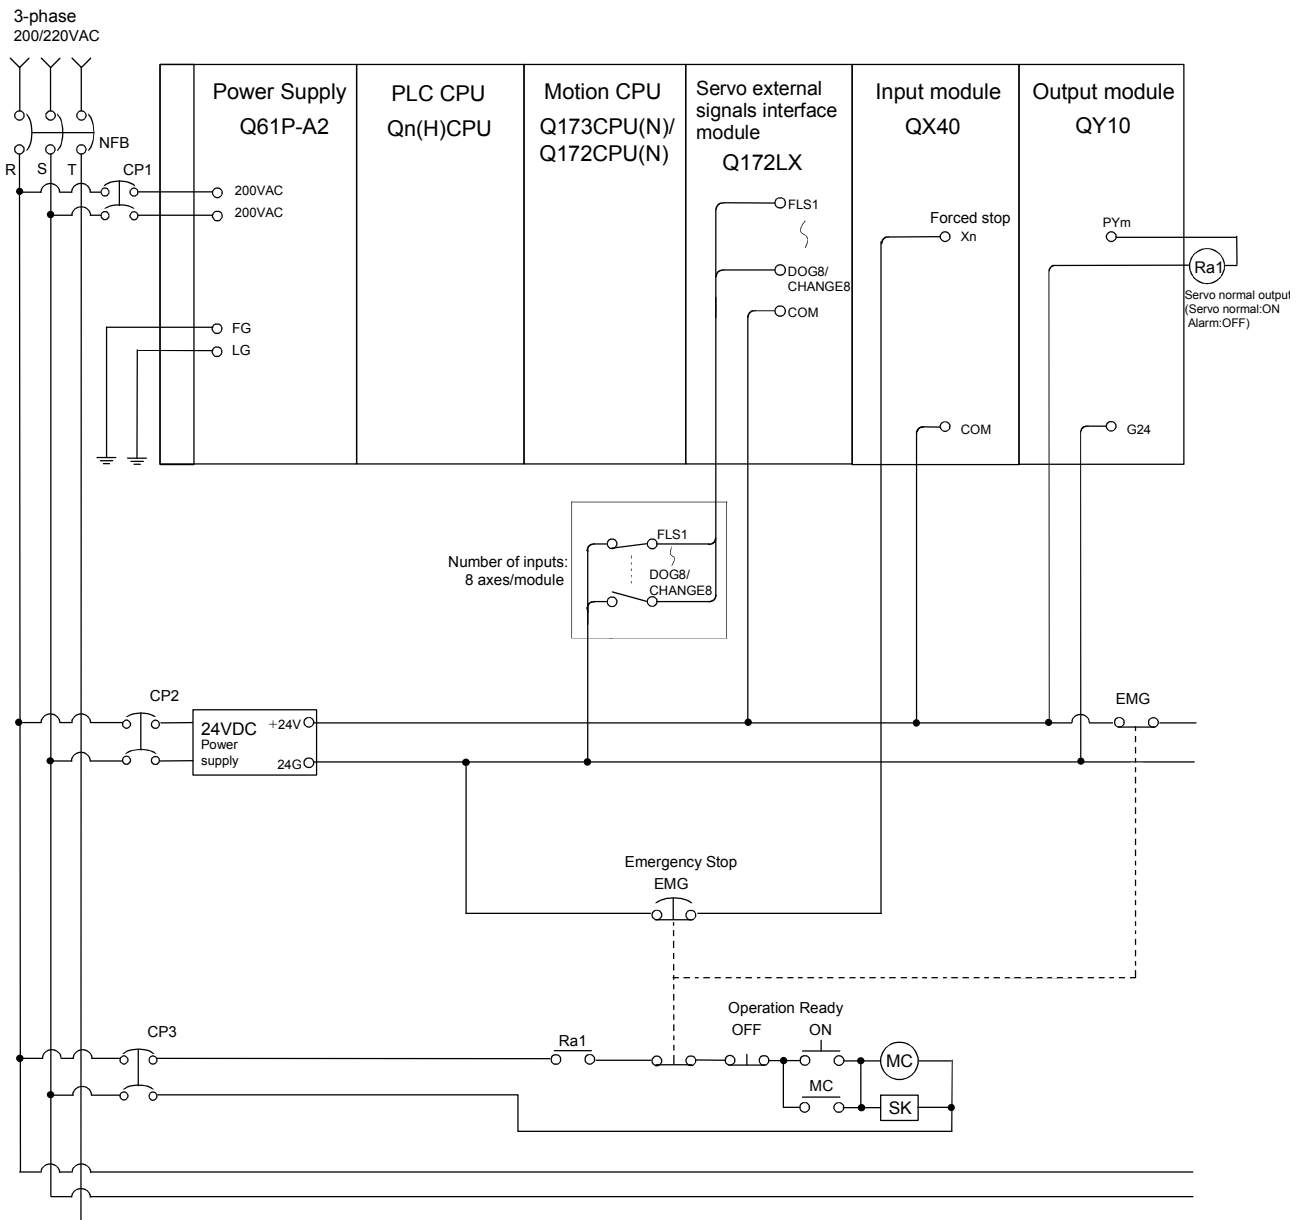 3-phase
200/220VAC
NFB
R
S
T
CP1
Power Supply
Q61P-A2
200VAC
200VAC
FG
LG
PLC CPU
Qn(H)CPU
Motion CPU
Q173CPU(N)/
Q172CPU(N)
Servo external
signals interface
module
Q172LX
FLS1
DOG8/
CHANGE8
COM
Input module
QX40
Forced stop
Xn
COM
Output module
QY10
PYm
G24
Ra1
Servo normal output
(Servo normal:ON
Alarm:OFF)
Number of inputs:
8 axes/module
FLS1
DOG8/
CHANGE8
CP2
24VDC
Power
supply
+24V
24G
EMG
Emergency Stop
EMG
CP3
Ra1
Operation Ready
OFF
ON
MC
MC
SK